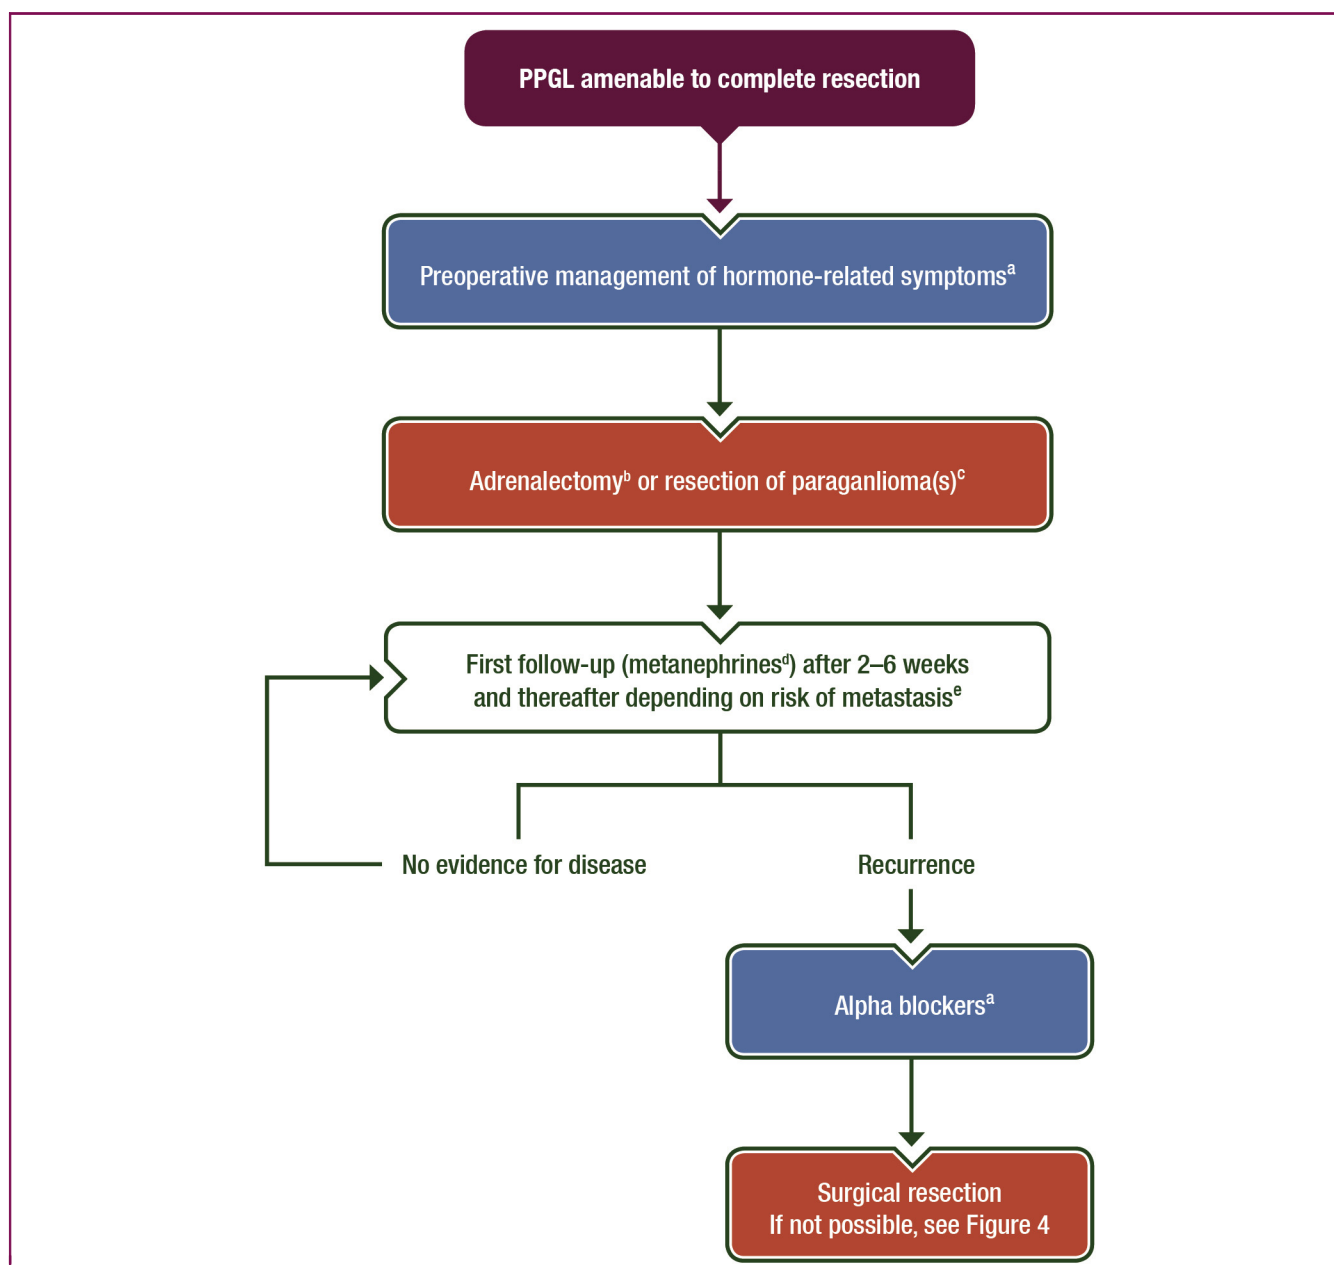 PPGL amenable to complete resection
Preoperative management of hormone-related symptomsa
Adrenalectomyb or resection of paraganlioma(s)c
First follow-up (metanephrinesd) after 2–6 weeks
and thereafter depending on risk of metastasise
No evidence for disease
Recurrence
Alpha blockersa
Surgical resection
If not possible, see Figure 4